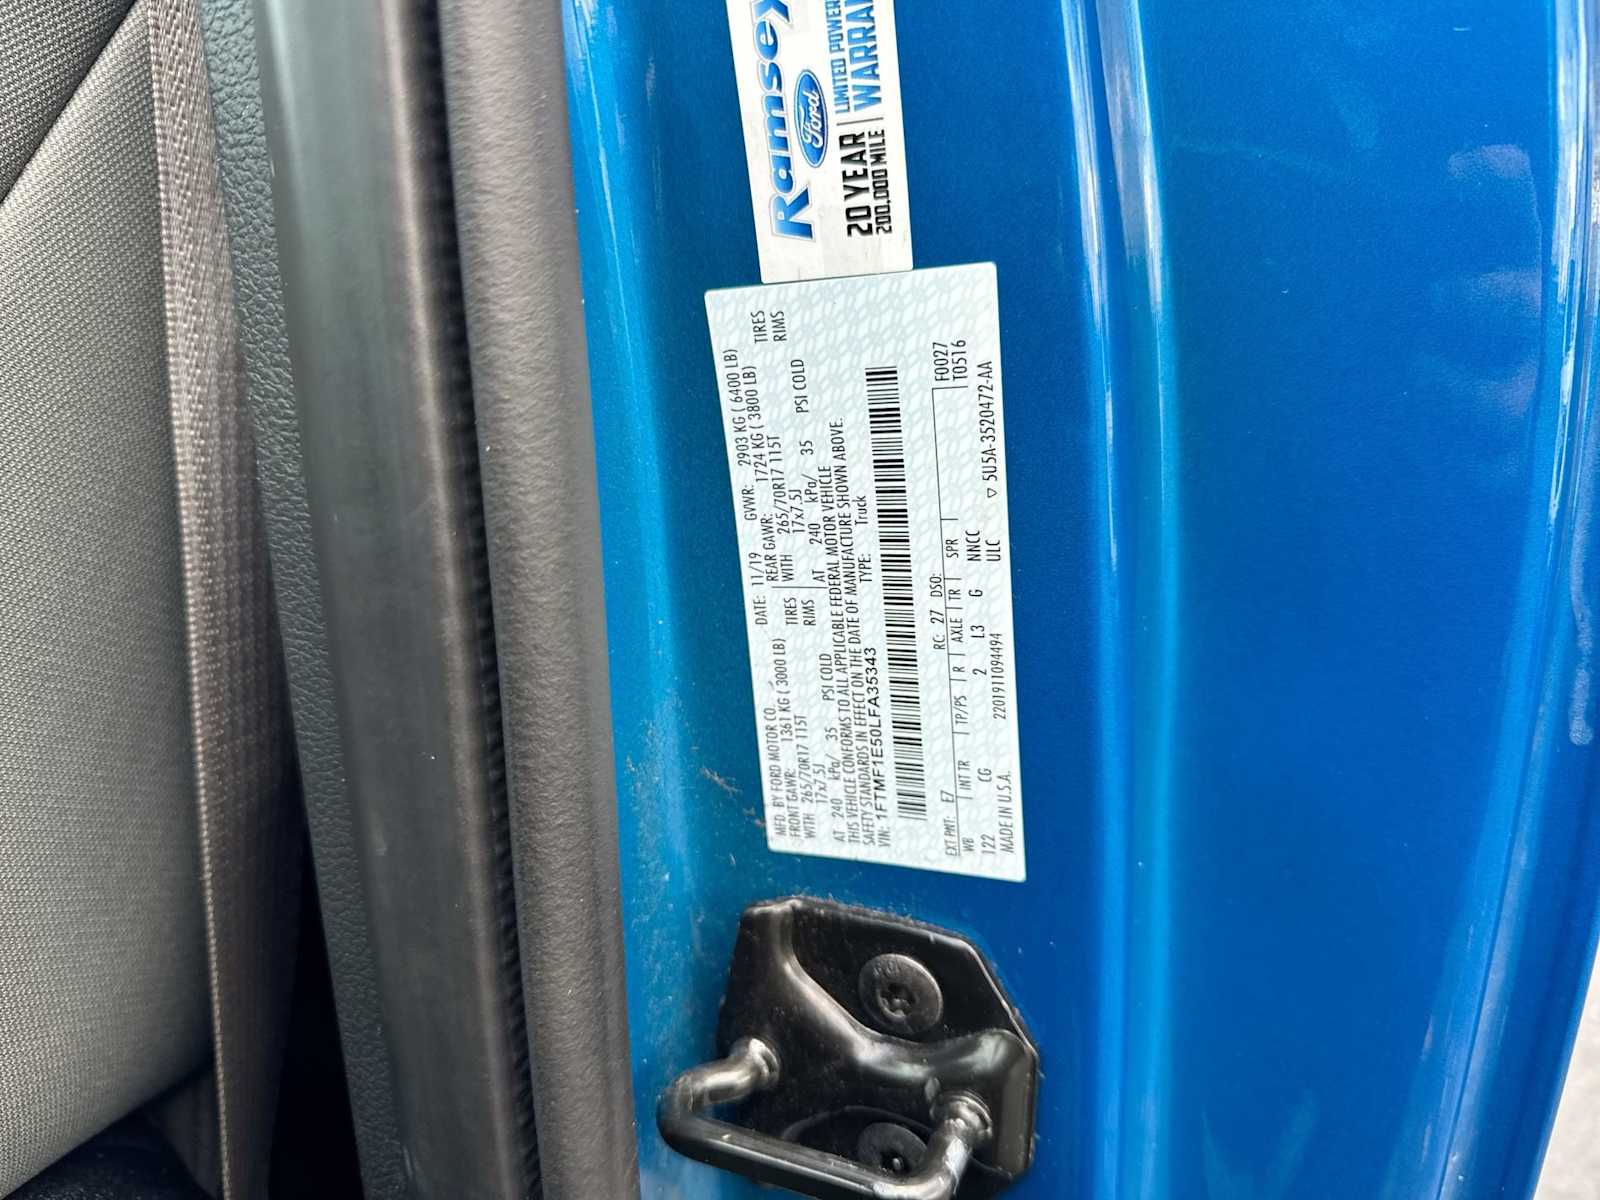 Ramsey
Ford
20 YEAR
200,000 MILE
LIMITED
WARRAN
MFD. BY FORD MOTOR CO. DATE: 11/19 GVWR: 2903 KG ( 6400 LB)
FRONT GAWR: 1361 KG ( 3000 LB) REAR GAWR: 1724 KG ( 3800 LB)
WITH 265/70R17 115T TIRES WITH 265/70R17 115T TIRES
17x7.5J RIMS 17x7.5J RIMS
AT 240 kPa/ 35 PSI COLD AT 240 kPa/ 35 PSI COLD
THIS VEHICLE CONFORMS TO ALL APPLICABLE FEDERAL MOTOR VEHICLE
SAFETY STANDARDS IN EFFECT ON THE DATE OF MANUFACTURE SHOWN ABOVE.
VIN: 1FTMF1E50LFA35343 TYPE: Truck
F0027
EXT PNT: E7 RC: 27 DSO: T0516
WB INT TR TP/PS R AXLE TR SPR
122 CG 2 L3 G NNCC
ULC ▽ 5U5A-3520472-AA
MADE IN U.S.A. 220191109449​4